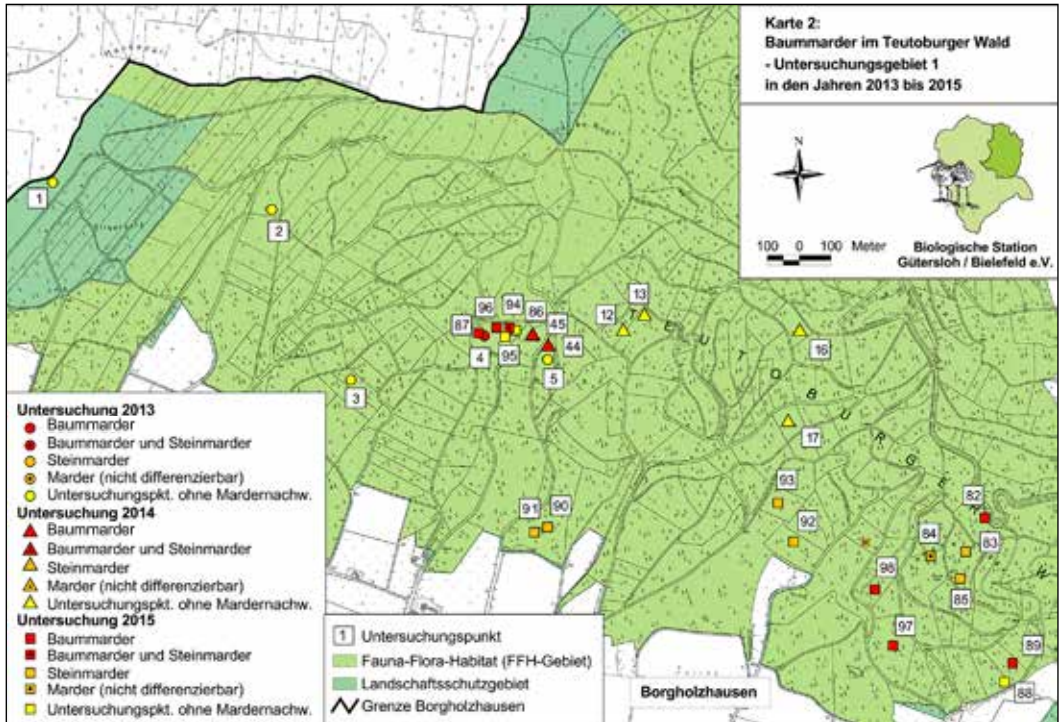 Karte 2:
Baummarder im Teutoburger Wald
- Untersuchungsgebiet 1
in den Jahren 2013 bis 2015
N
100 0 100 Meter
Biologische Station
Gütersloh / Bielefeld e.V.
1
2
3
13
12
96
94
86
45
87
44
4
95
5
16
17
T E U T O B U R G E R
93
92
91
90
82
84
83
98
85
97
89
88
Borgholzhausen
Untersuchung 2013
Baummarder
Baummarder und Steinmarder
Steinmarder
Marder (nicht differenzierbar)
Untersuchungspkt. ohne Mardernachw.
Untersuchung 2014
Baummarder
Baummarder und Steinmarder
Steinmarder
Marder (nicht differenzierbar)
Untersuchungspkt. ohne Mardernachw.
Untersuchung 2015
Baummarder
Baummarder und Steinmarder
Steinmarder
Marder (nicht differenzierbar)
Untersuchungspkt. ohne Mardernachw.
1 Untersuchungspunkt
Fauna-Flora-Habitat (FFH-Gebiet)
Landschaftsschutzgebiet
Grenze Borgholzhausen